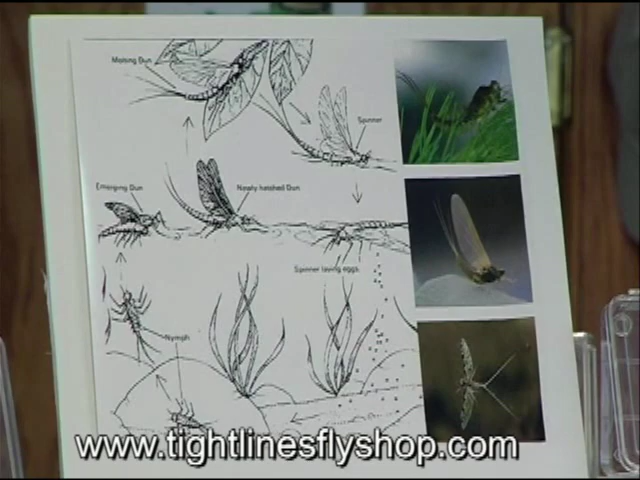 Molting Dun
Spinner
Emerging Dun
Newly hatched Dun
Spinner laying eggs
Nymph
www.tightlinesflyshop.com